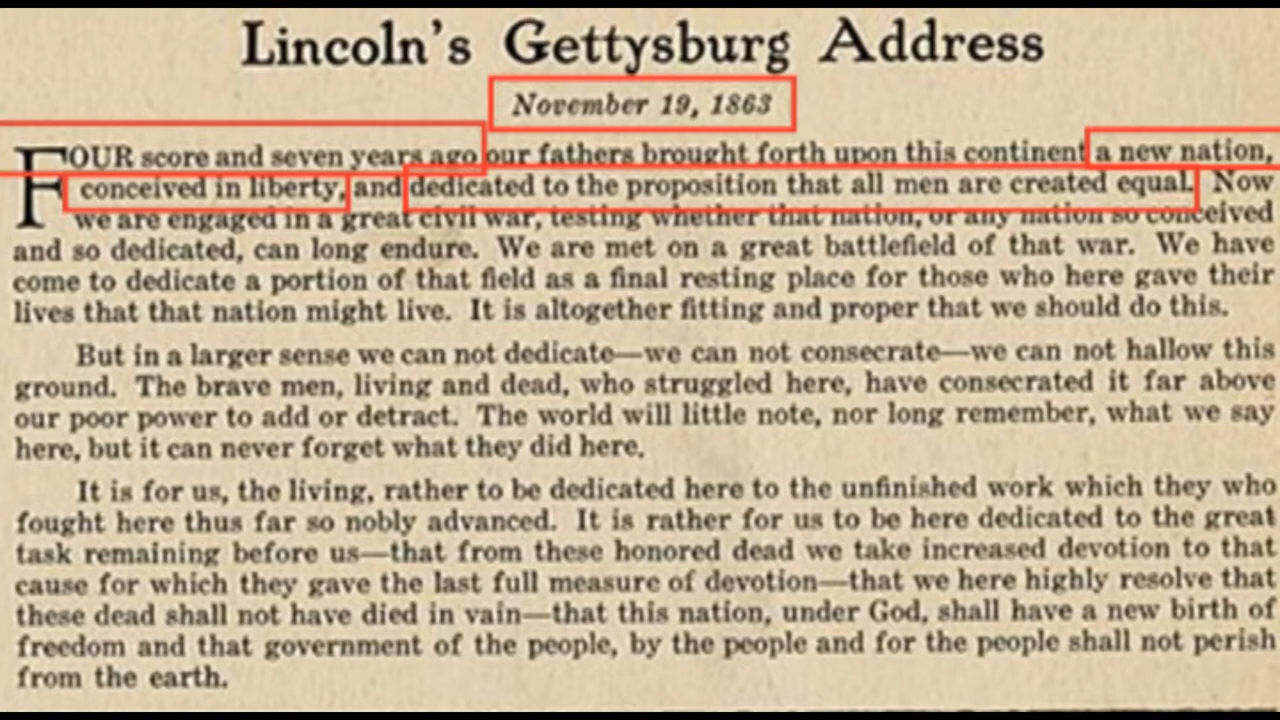 Lincoln's Gettysburg Address
November 19, 1863
FOUR score and seven years ago our fathers brought forth upon this continent a new nation,
conceived in liberty, and dedicated to the proposition that all men are created equal. Now
we are engaged in a great civil war, testing whether that nation, or any nation so conceived
and so dedicated, can long endure. We are met on a great battlefield of that war. We have
come to dedicate a portion of that field as a final resting place for those who here gave their
lives that that nation might live. It is altogether fitting and proper that we should do this.
But in a larger sense we can not dedicate—we can not consecrate—we can not hallow this
ground. The brave men, living and dead, who struggled here, have consecrated it far above
our poor power to add or detract. The world will little note, nor long remember, what we say
here, but it can never forget what they did here.
It is for us, the living, rather to be dedicated here to the unfinished work which they who
fought here thus far so nobly advanced. It is rather for us to be here dedicated to the great
task remaining before us—that from these honored dead we take increased devotion to that
cause for which they gave the last full measure of devotion—that we here highly resolve that
these dead shall not have died in vain—that this nation, under God, shall have a new birth of
freedom and that government of the people, by the people and for the people shall not perish
from the earth.